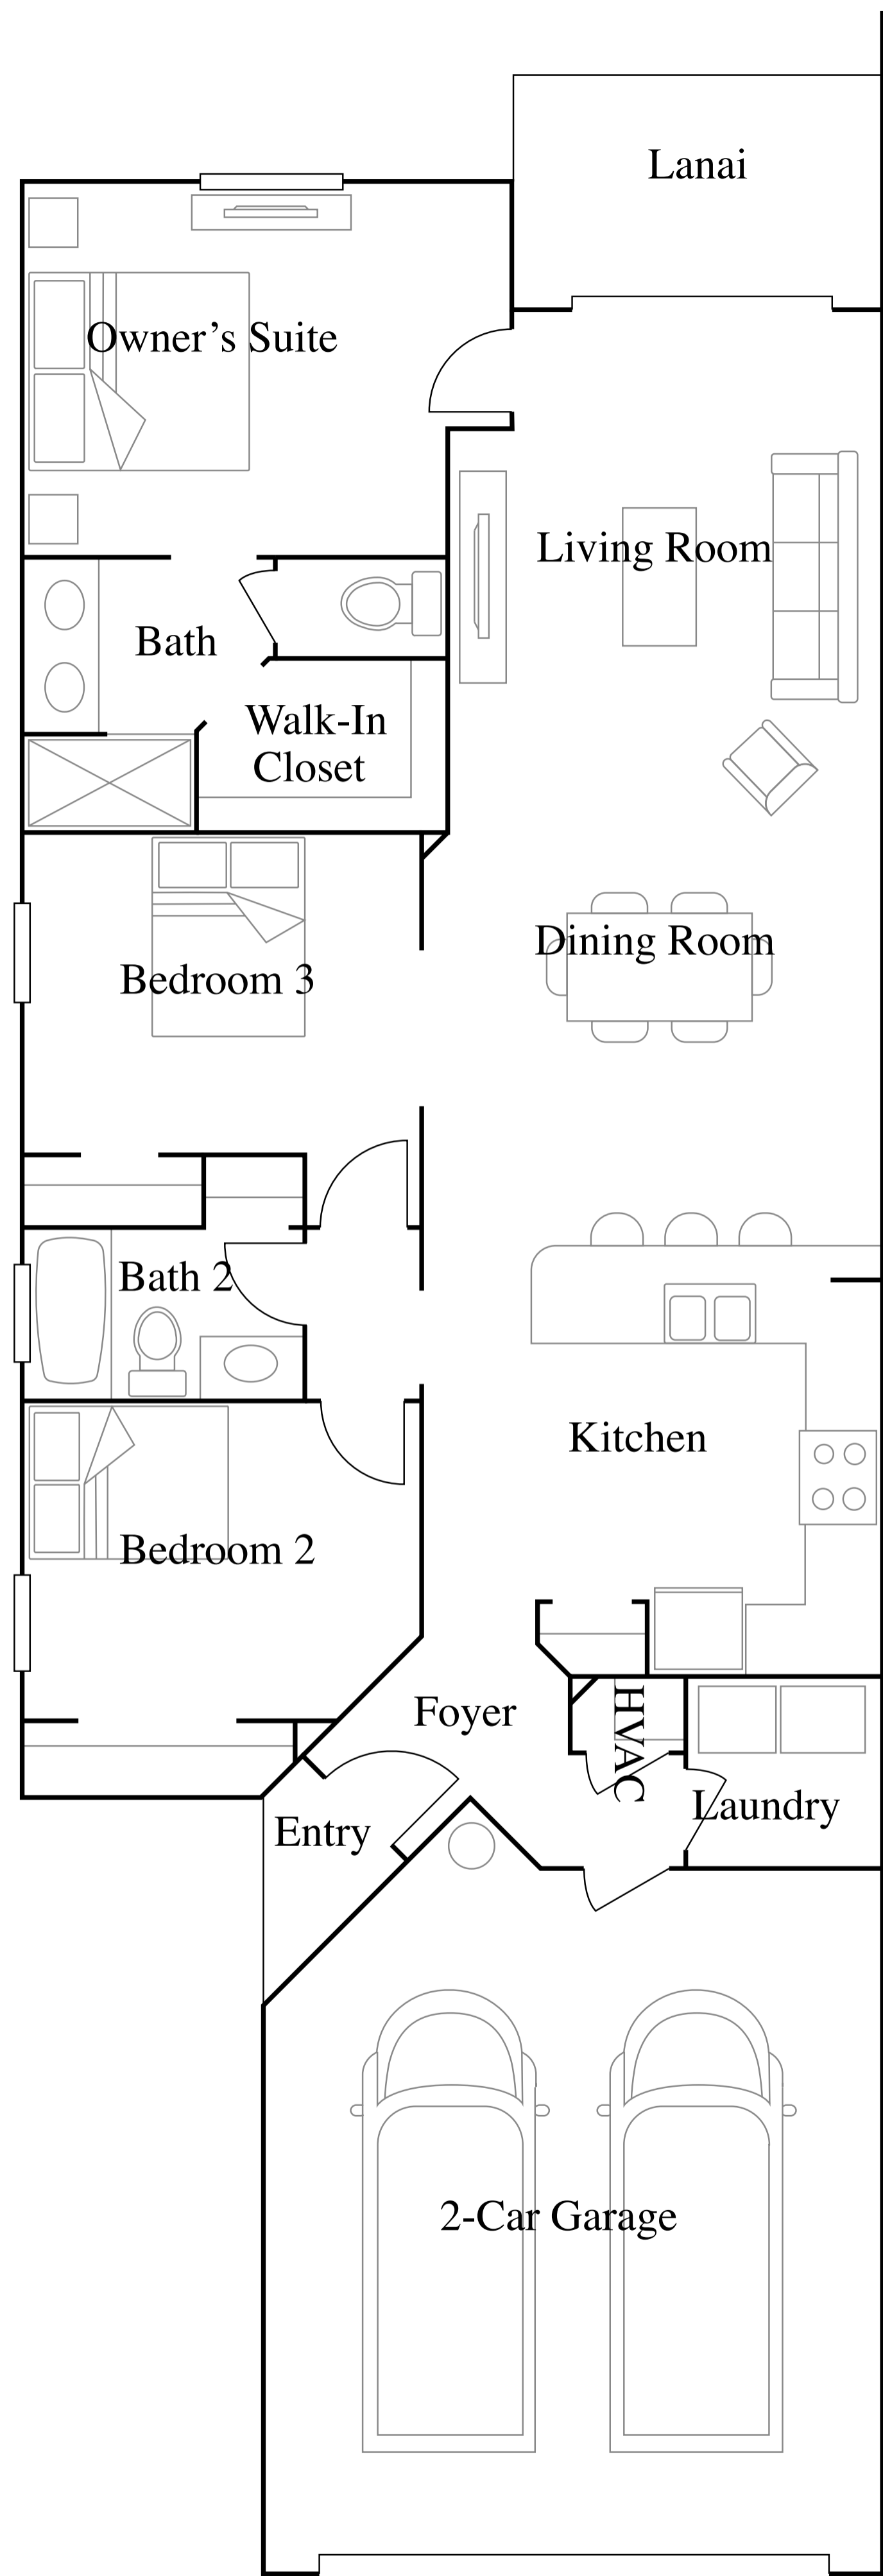 Lanai
Owner's Suite
Living Room
Bath
Walk-In
Closet
Dining Room
Bedroom 3
Bath 2
Kitchen
Bedroom 2
HVAC
Foyer
Laundry
Entry
2-Car Garage